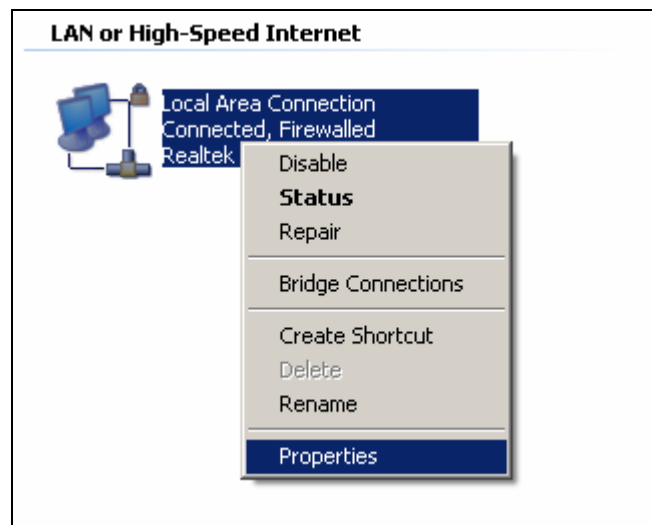 LAN or High-Speed Internet
Local Area Connection
Connected, Firewalled
Realtek
Disable
Status
Repair
Bridge Connections
Create Shortcut
Delete
Rename
Properties